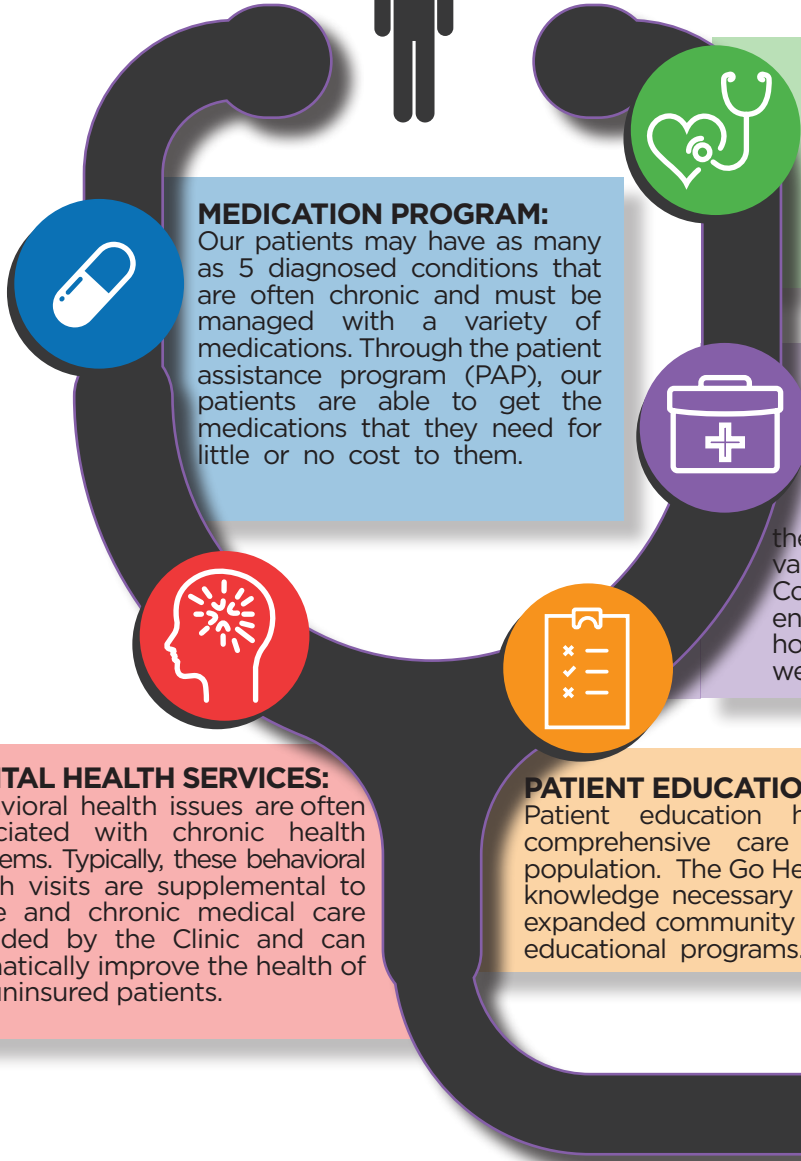 MEDICATION PROGRAM:
Our patients may have as many
as 5 diagnosed conditions that
are often chronic and must be
managed with a variety of
medications. Through the patient
assistance program (PAP), our
patients are able to get the
medications that they need for
little or no cost to them.
the
va
Co
en
ho
we
TAL HEALTH SERVICES:
vioral health issues are often
ciated with chronic health
ems. Typically, these behavioral
h visits are supplemental to
e and chronic medical care
ded by the Clinic and can
matically improve the health of
uninsured patients.
PATIENT EDUCATIO
Patient education h
comprehensive care
population. The Go He
knowledge necessary
expanded community
educational programs.